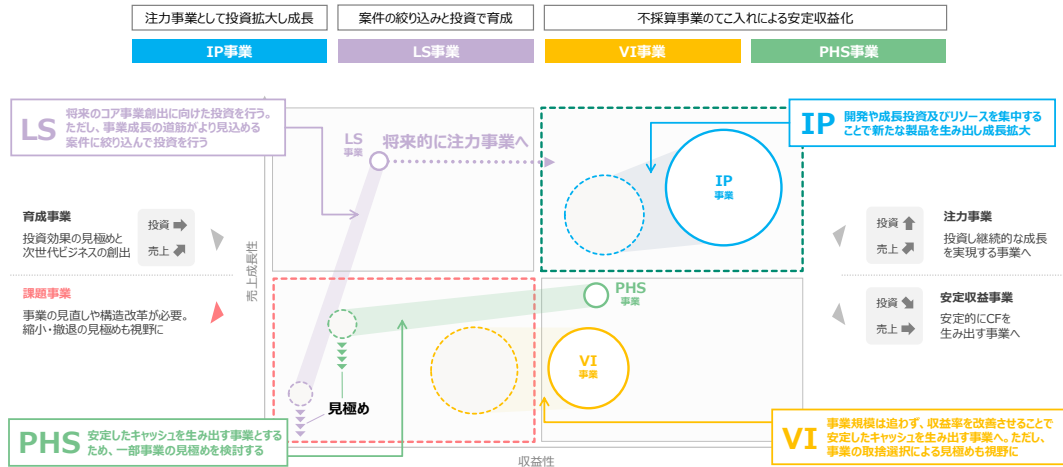 注力事業として投資拡大し成長
案件の絞り込みと投資で育成
不採算事業のてこ入れによる安定収益化
IP事業
LS事業
VI事業
PHS事業
LS
将来のコア事業創出に向けた投資を行う。
ただし、事業成長の道筋がより見込める
案件に絞り込んで投資を行う
IP
開発や成長投資及びリソースを集中する
ことで新たな製品を生み出し成長拡大
LS
事業
将来的に注力事業へ
IP
事業
育成事業
投資効果の見極めと
次世代ビジネスの創出
投資
売上
注力事業
投資し継続的な成長
を実現する事業へ
投資
売上
売上成長性
課題事業
事業の見直しや構造改革が必要。
縮小・撤退の見極めも視野に
PHS
事業
安定収益事業
安定的にCFを
生み出す事業へ
投資
売上
VI
事業
見極め
PHS
安定したキャッシュを生み出す事業とする
ため、一部事業の見極めを検討する
VI
事業規模は追わず、収益率を改善させることで
安定したキャッシュを生み出す事業へ。ただし、
事業の取捨選択による見極めも視野に
収益性